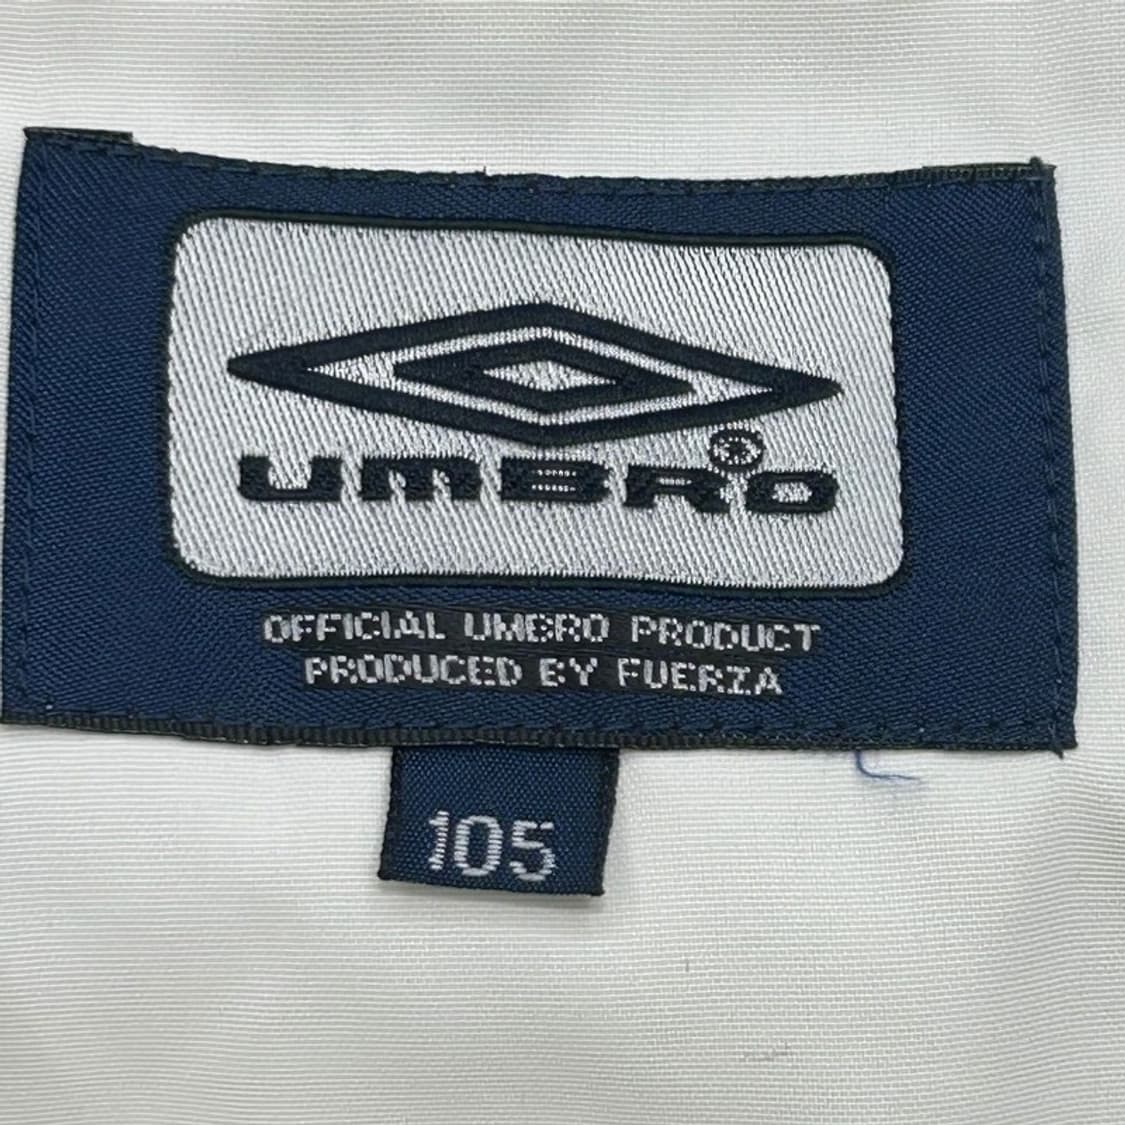 UMBRO®
OFFICIAL UMBRO PRODUCT
PRODUCED BY FUERZA
105